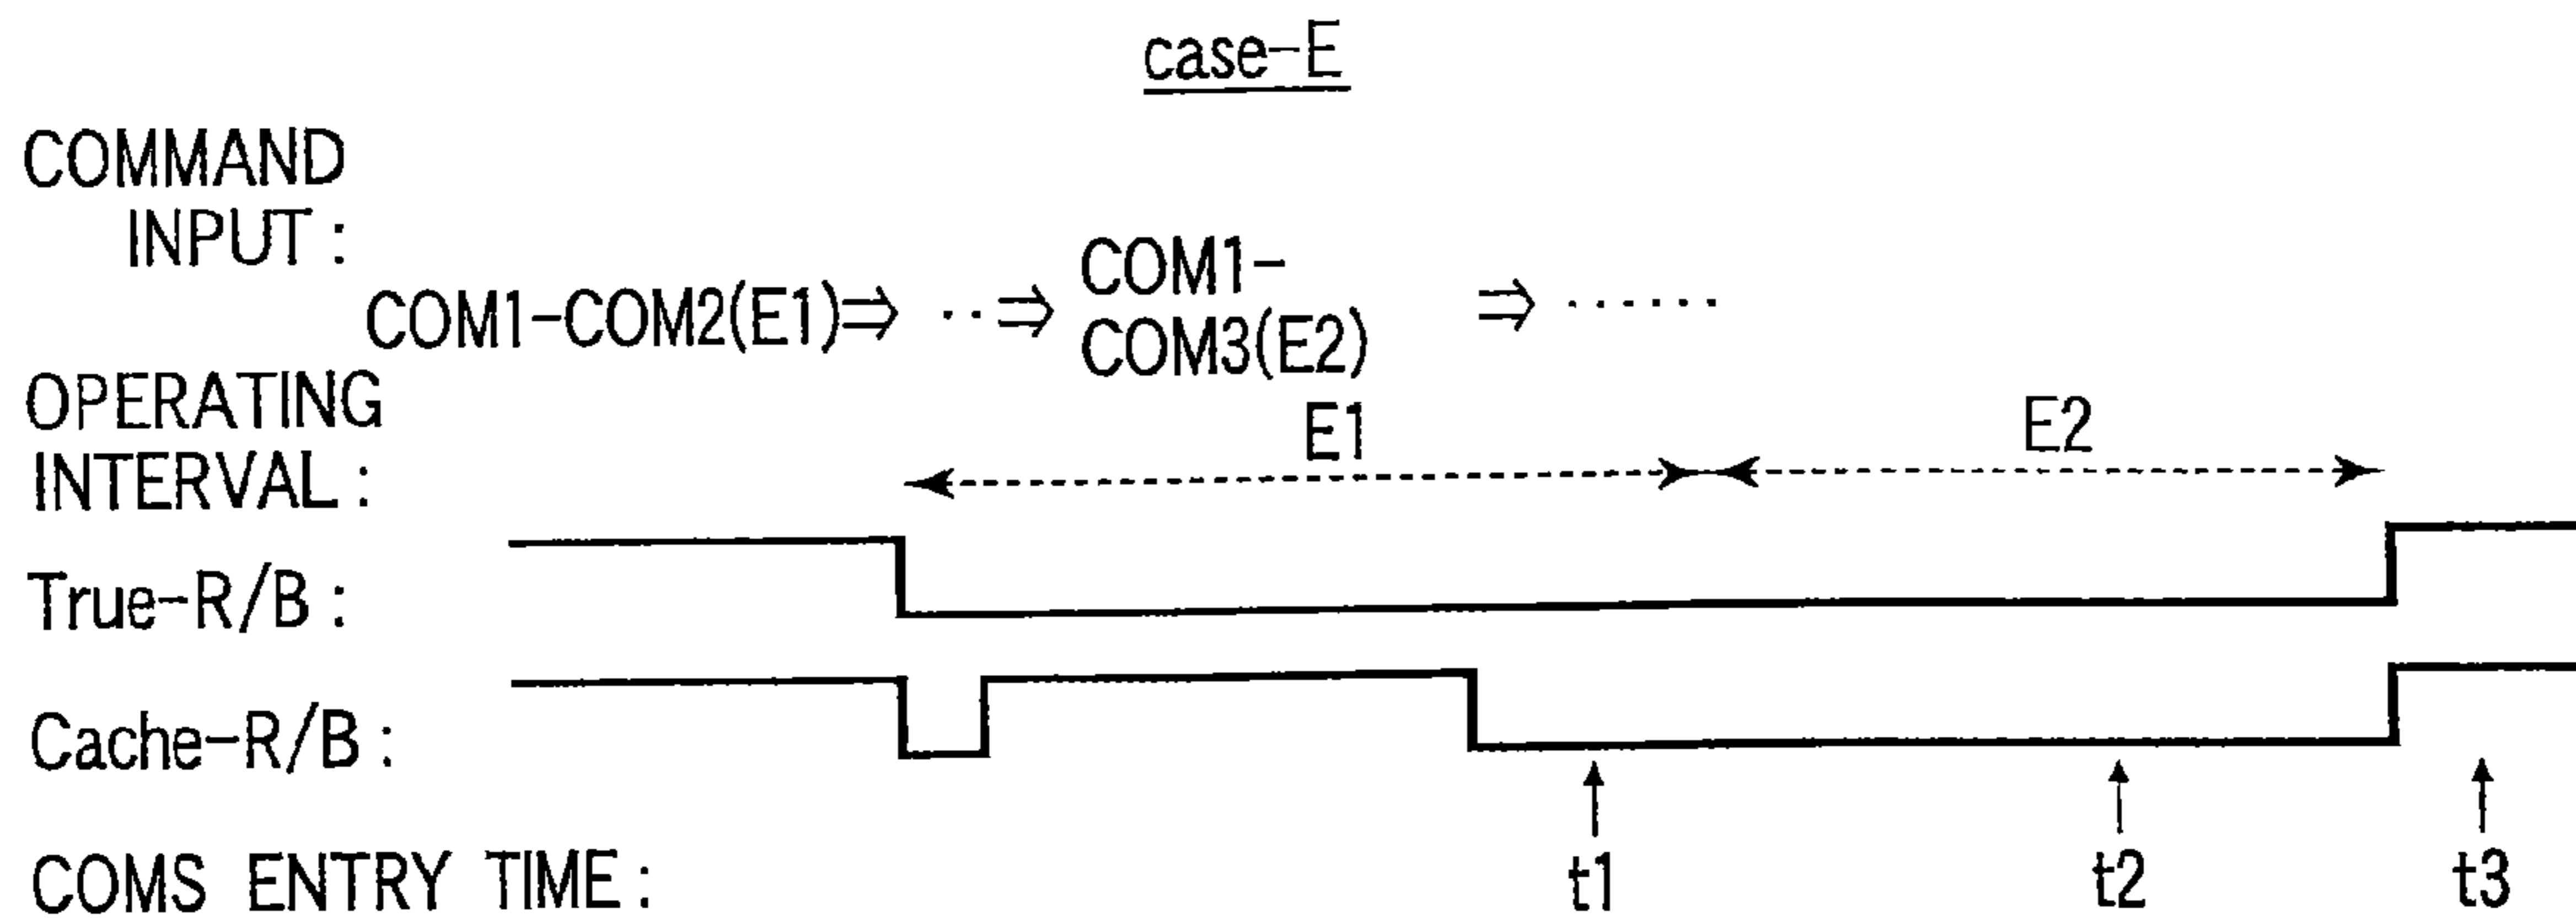 case-E
COMMAND
INPUT :
COM1-COM2(E1)⇒ ‥⇒ COM1-
COM3(E2) ⇒ ······
OPERATING
INTERVAL :
E1
E2
True-R/B :
Cache-R/B :
COMS ENTRY TIME : t1 t2 t3